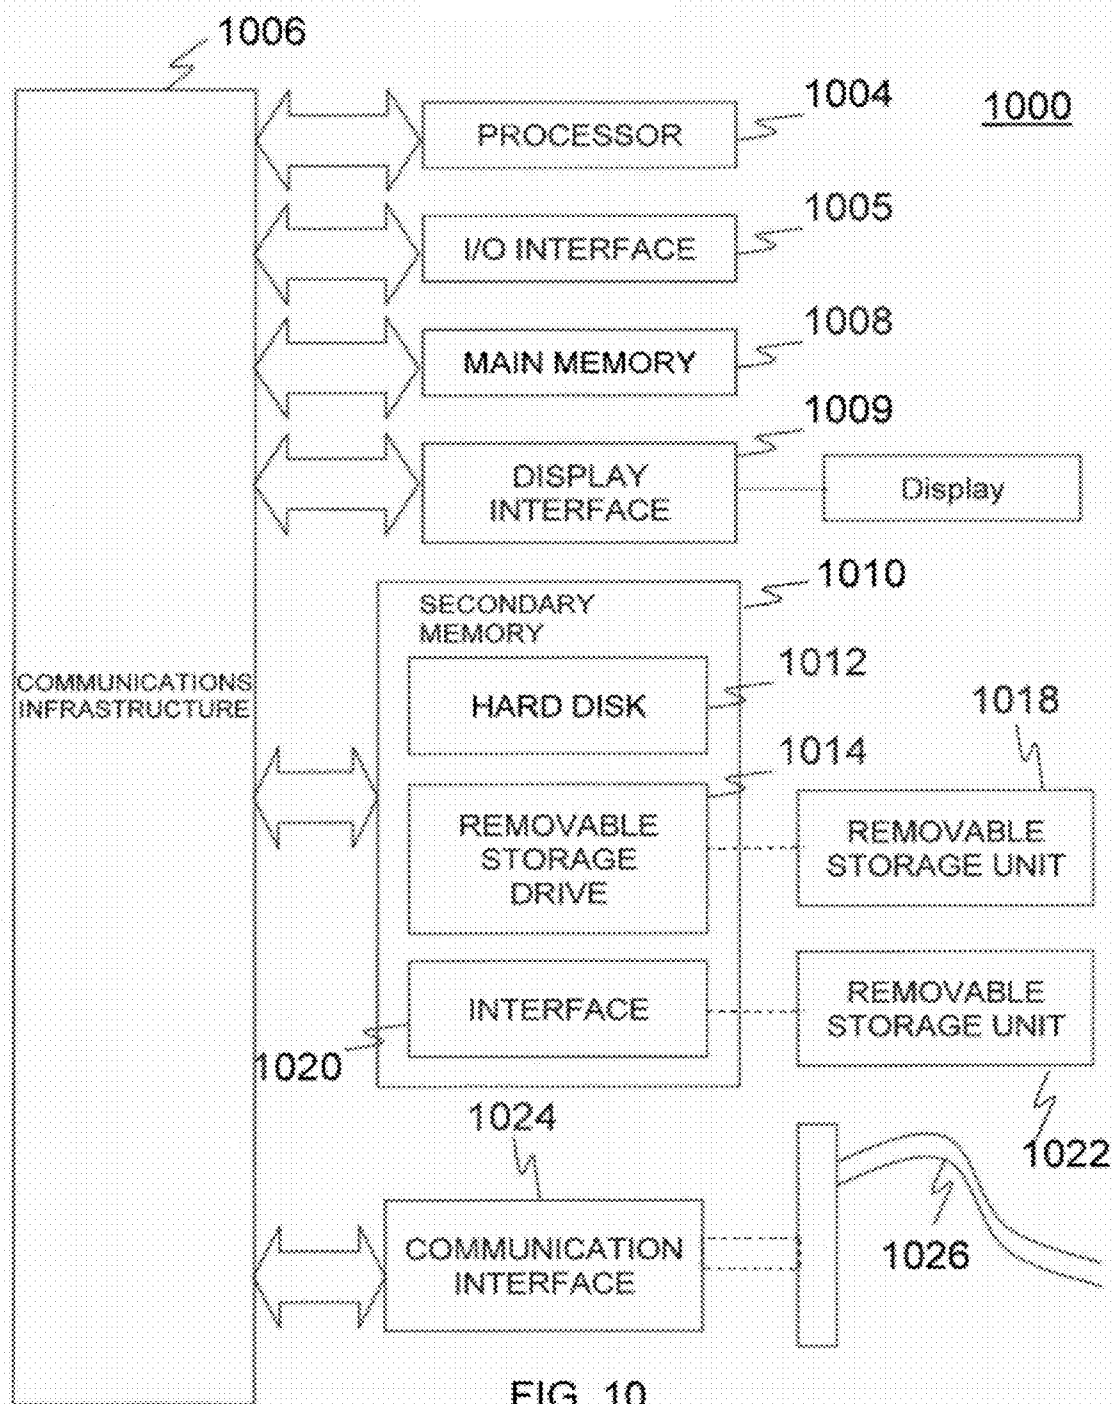 1006
1004
1000
PROCESSOR
1005
I/O INTERFACE
1008
MAIN MEMORY
1009
DISPLAY
INTERFACE
Display
1010
SECONDARY
MEMORY
1012
HARD DISK
COMMUNICATIONS
INFRASTRUCTURE
1018
1014
REMOVABLE
STORAGE
DRIVE
REMOVABLE
STORAGE UNIT
INTERFACE
REMOVABLE
STORAGE UNIT
1020
1024
1022
COMMUNICATION
INTERFACE
1026
FIG. 10